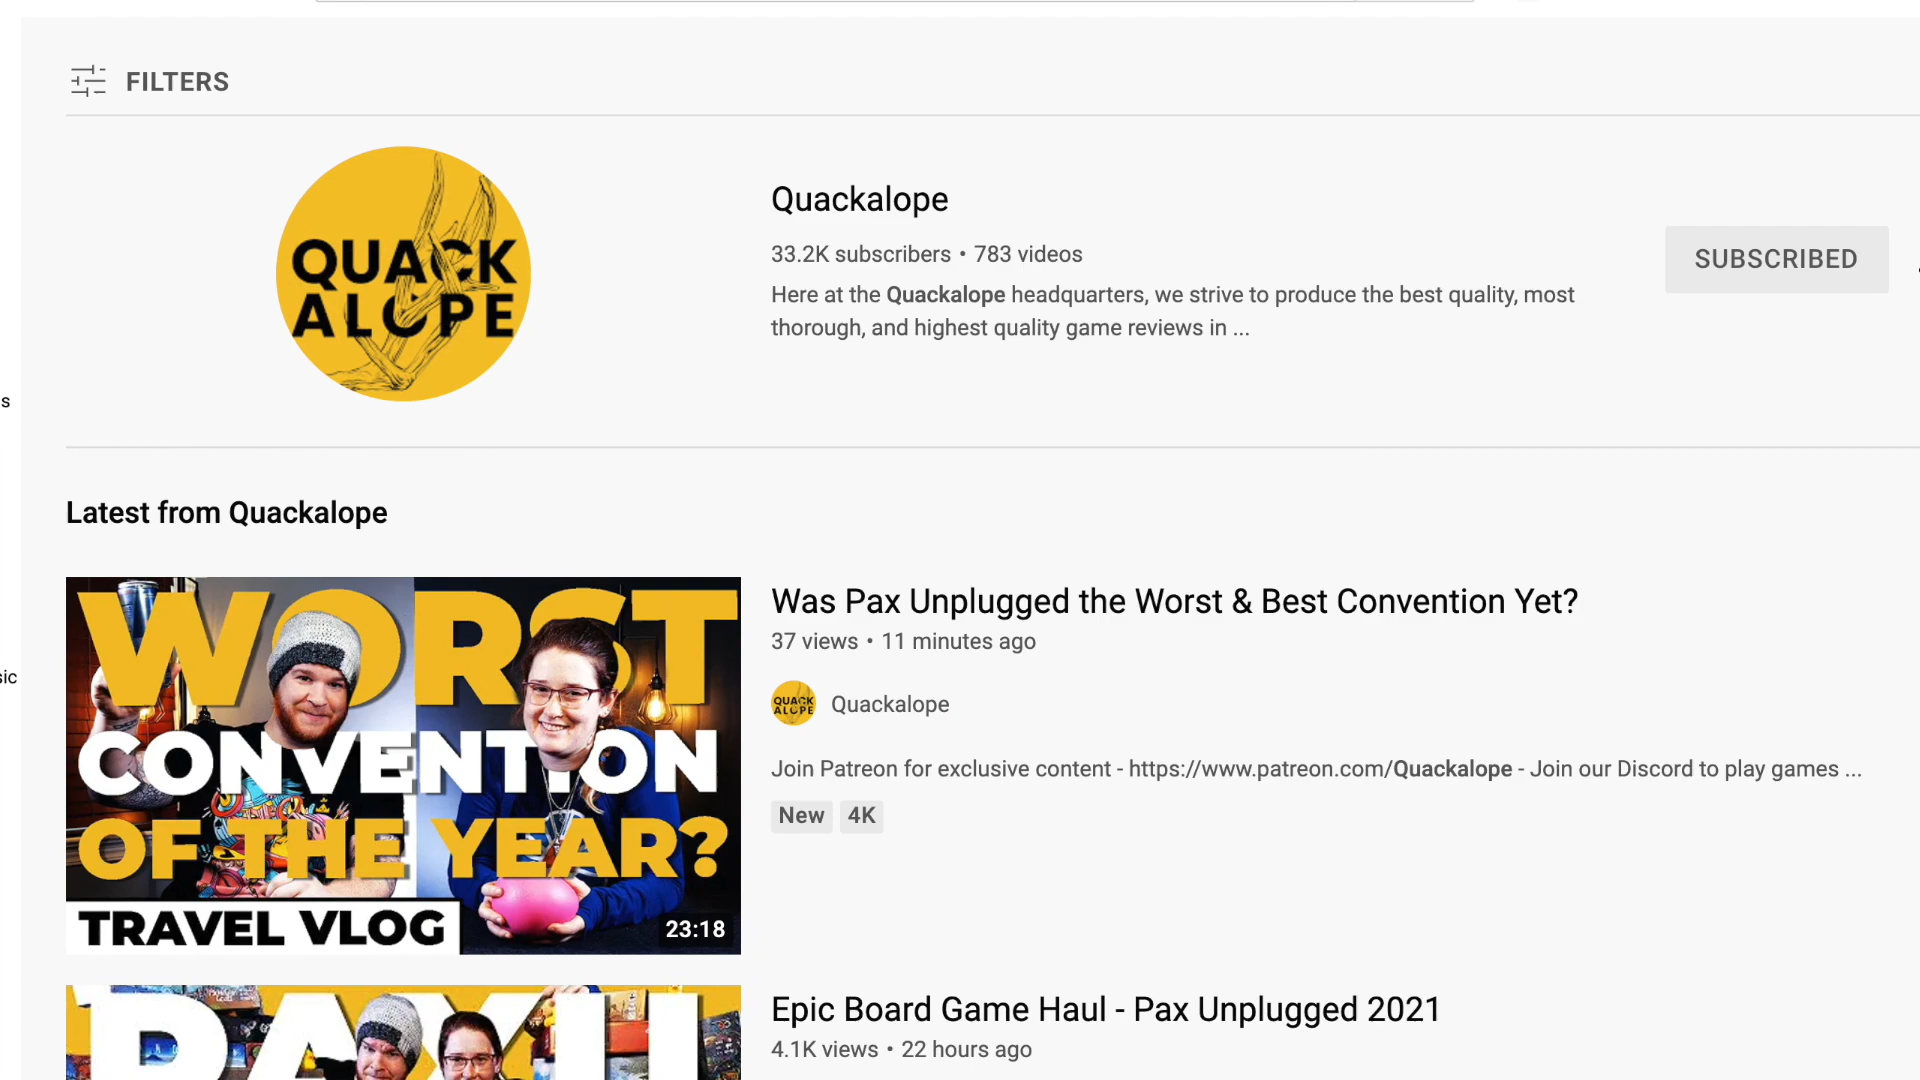 FILTERS
QUACK
ALOPE
Quackalope
33.2K subscribers • 783 videos
Here at the Quackalope headquarters, we strive to produce the best quality, most
thorough, and highest quality game reviews in ...
SUBSCRIBED
s
Latest from Quackalope
WORST
CONVENTION
OF THE YEAR?
TRAVEL VLOG
23:18
Was Pax Unplugged the Worst & Best Convention Yet?
37 views • 11 minutes ago
sic
QUACK
ALOPE
Quackalope
Join Patreon for exclusive content - https://www.patreon.com/Quackalope - Join our Discord to play games ...
New
4K
Epic Board Game Haul - Pax Unplugged 2021
4.1K views • 22 hours ago